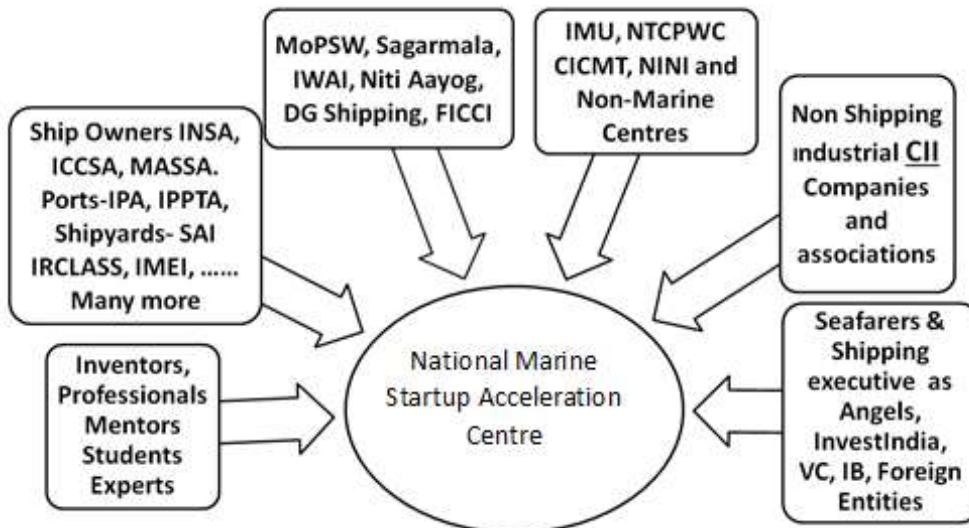 MoPSW, Sagarmala,
IWAI, Niti Aayog,
DG Shipping, FICCI
IMU, NTCPWC
CICMT, NINI and
Non-Marine
Centres
Non Shipping
ındustrial CII
Companies
and
associations
Ship Owners INSA,
ICCSA, MASSA.
Ports-IPA, IPPTA,
Shipyards- SAI
IRCLASS, IMEI, ......
Many more
Inventors,
Professionals
Mentors
Students
Experts
National Marine
Startup Acceleration
Centre
Seafarers &
Shipping
executive as
Angels,
InvestIndia,
VC, IB, Foreign
Entities